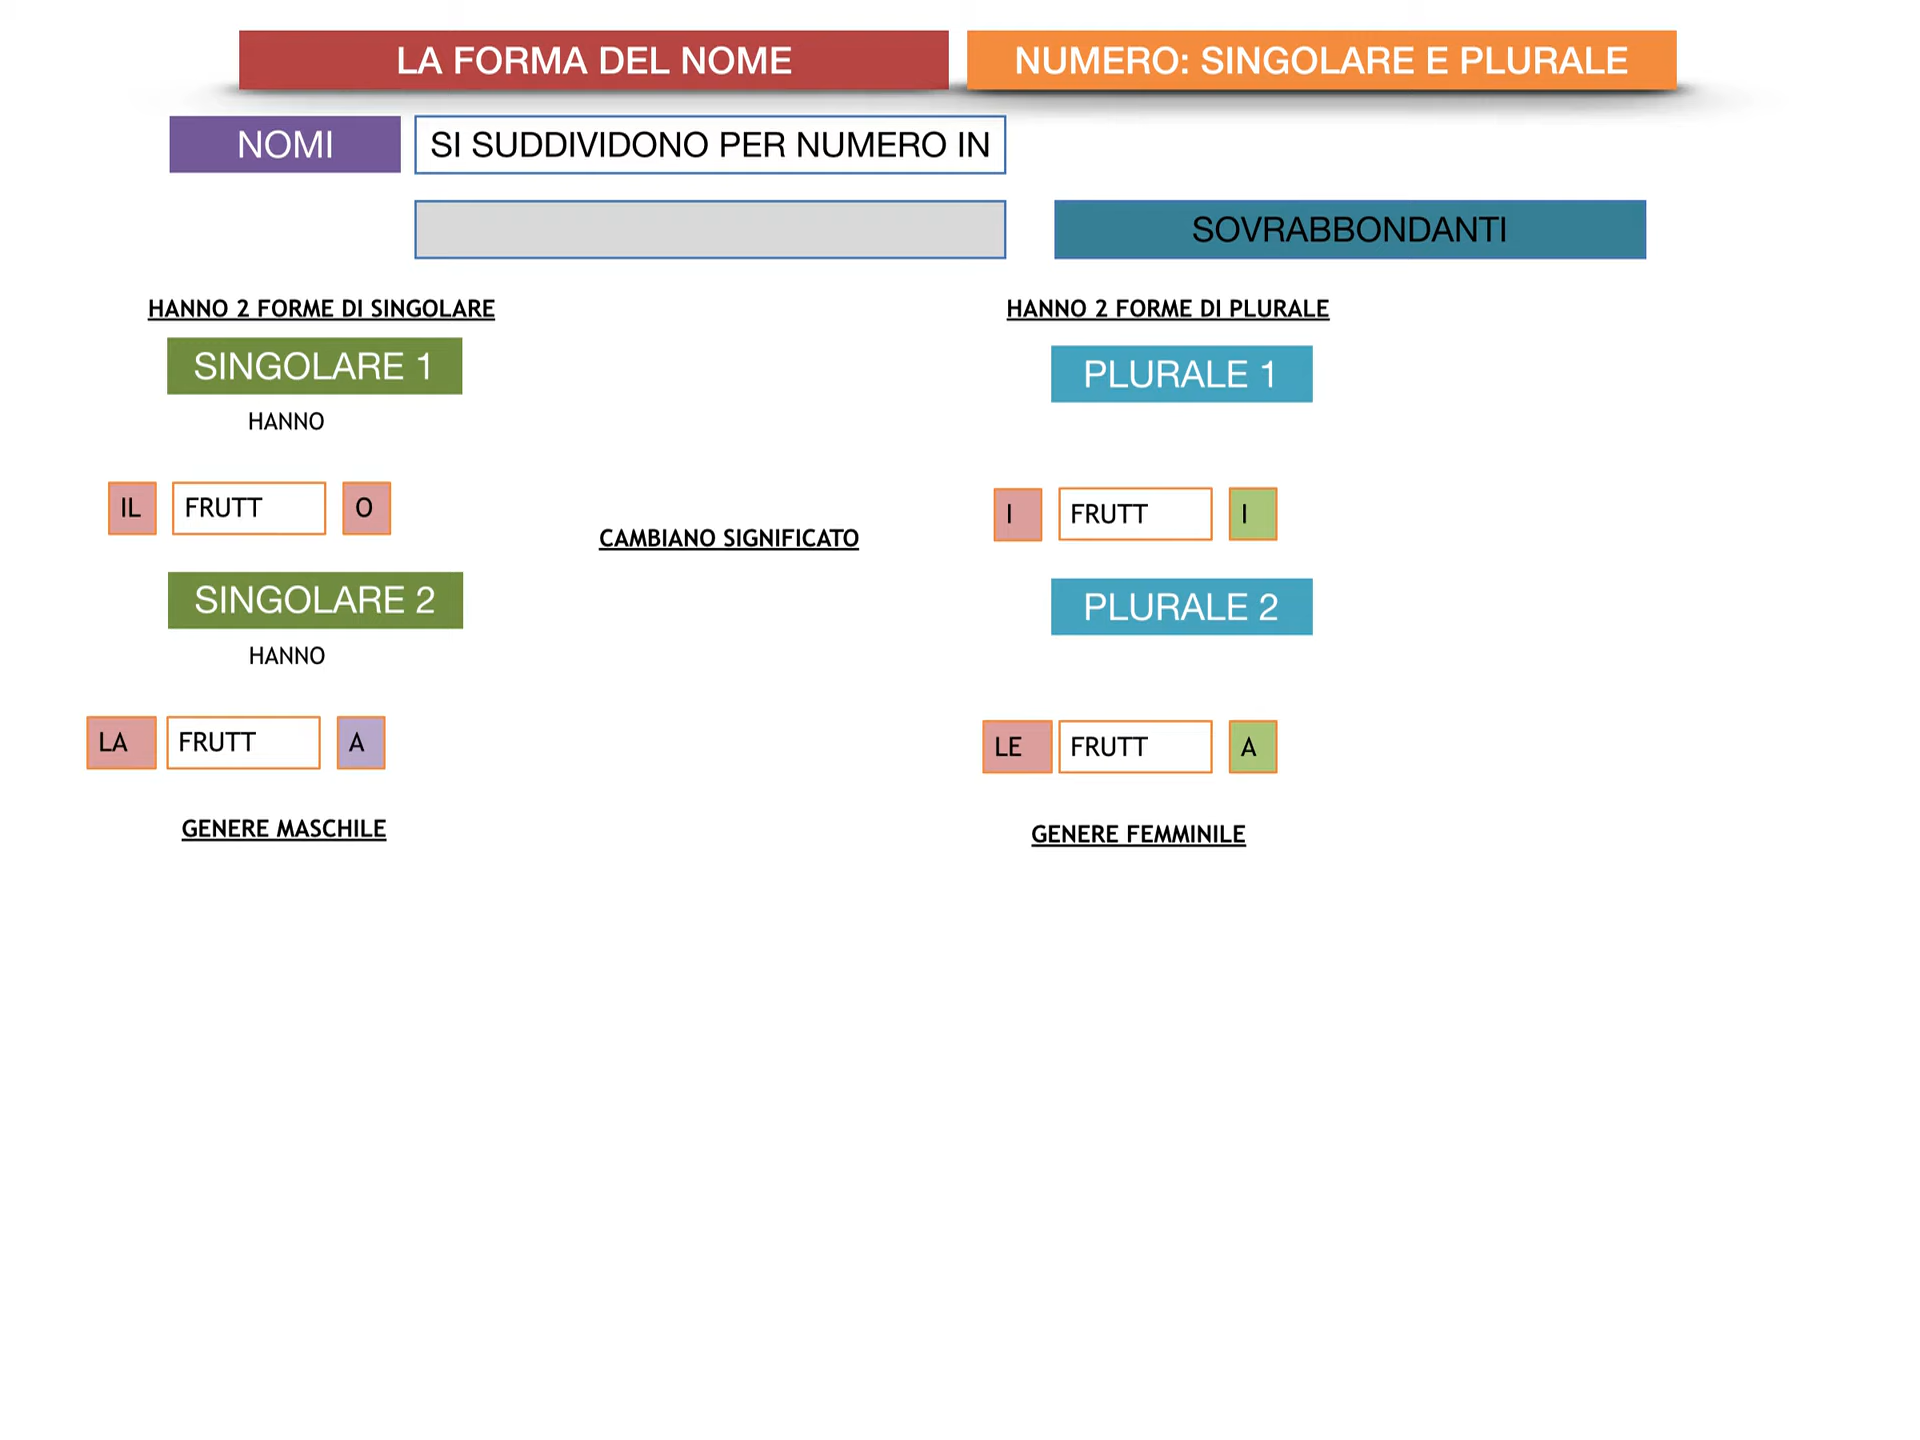 LA FORMA DEL NOME
NUMERO: SINGOLARE E PLURALE
NOMI
SI SUDDIVIDONO PER NUMERO IN
SOVRABBONDANTI
HANNO 2 FORME DI SINGOLARE
HANNO 2 FORME DI PLURALE
SINGOLARE 1
PLURALE 1
HANNO
IL FRUTT O
I FRUTT I
CAMBIANO SIGNIFICATO
SINGOLARE 2
PLURALE 2
HANNO
LA FRUTT A
LE FRUTT A
GENERE MASCHILE
GENERE FEMMINILE